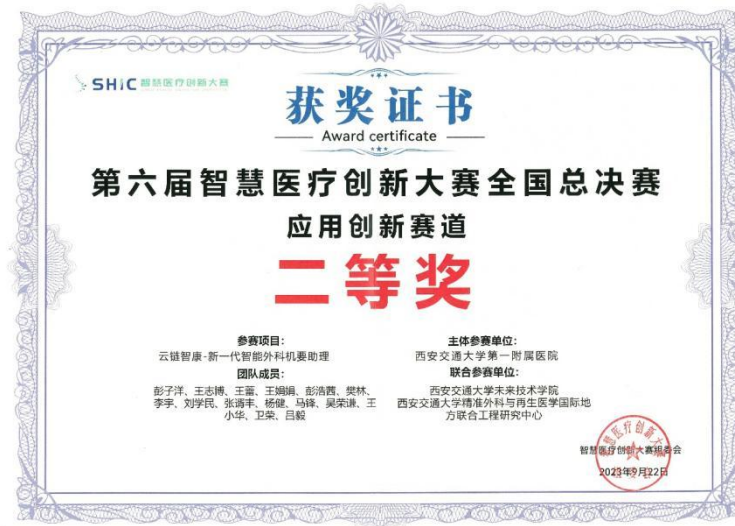 SHIC 智慧医疗创新大赛
获奖证书
Award certificate
第六届智慧医疗创新大赛全国总决赛
应用创新赛道
二等奖
参赛项目：
云链智康-新一代智能外科机要助理
团队成员：
彭子洋、王志博、王蕾、王娟娟、彭浩茜、樊林、
李宇、刘学民、张谞丰、杨健、马锋、吴荣谦、王
小华、卫荣、吕毅
主体参赛单位：
西安交通大学第一附属医院
联合参赛单位：
西安交通大学未来技术学院
西安交通大学精准外科与再生医学国际地
方联合工程研究中心
智慧医疗创新大赛组委会
2023年9月22日